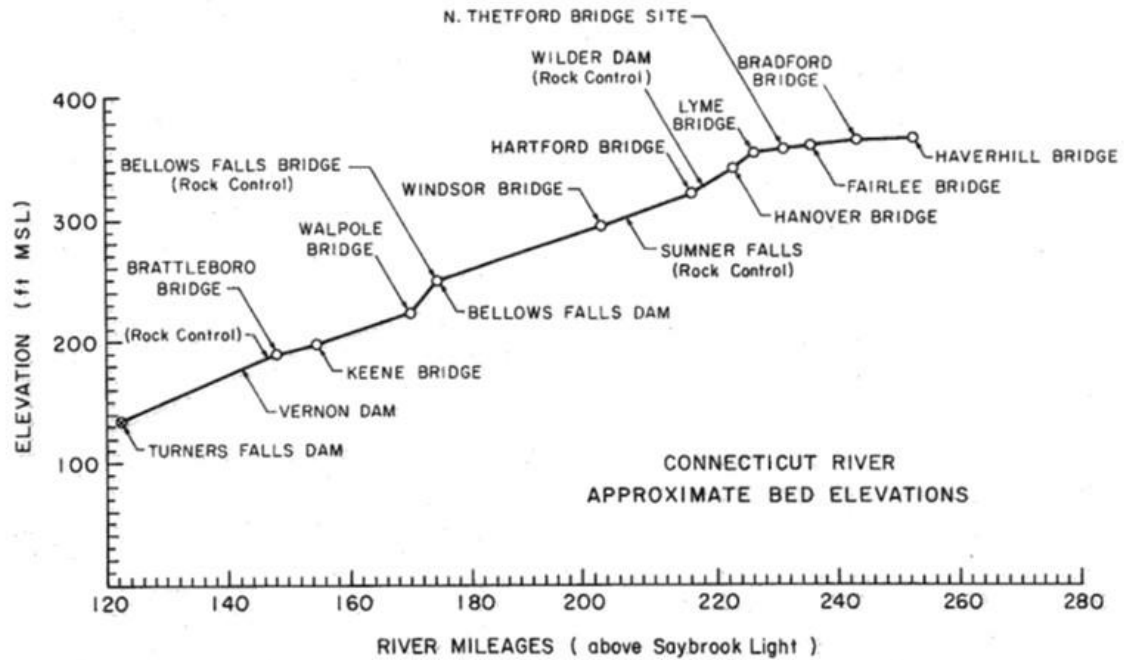 N. THETFORD BRIDGE SITE
WILDER DAM
(Rock Control)
BRADFORD
BRIDGE
LYME
BRIDGE
400
HARTFORD BRIDGE
HAVERHILL BRIDGE
BELLOWS FALLS BRIDGE
(Rock Control)
WINDSOR BRIDGE
FAIRLEE BRIDGE
HANOVER BRIDGE
300
WALPOLE
BRIDGE
SUMNER FALLS
(Rock Control)
BRATTLEBORO
BRIDGE
BELLOWS FALLS DAM
(Rock Control)
200
KEENE BRIDGE
VERNON DAM
TURNERS FALLS DAM
100
ELEVATION (ft MSL)
CONNECTICUT RIVER
APPROXIMATE BED ELEVATIONS
120 140 160 180 200 220 240 260 280
RIVER MILEAGES ( above Saybrook Light )